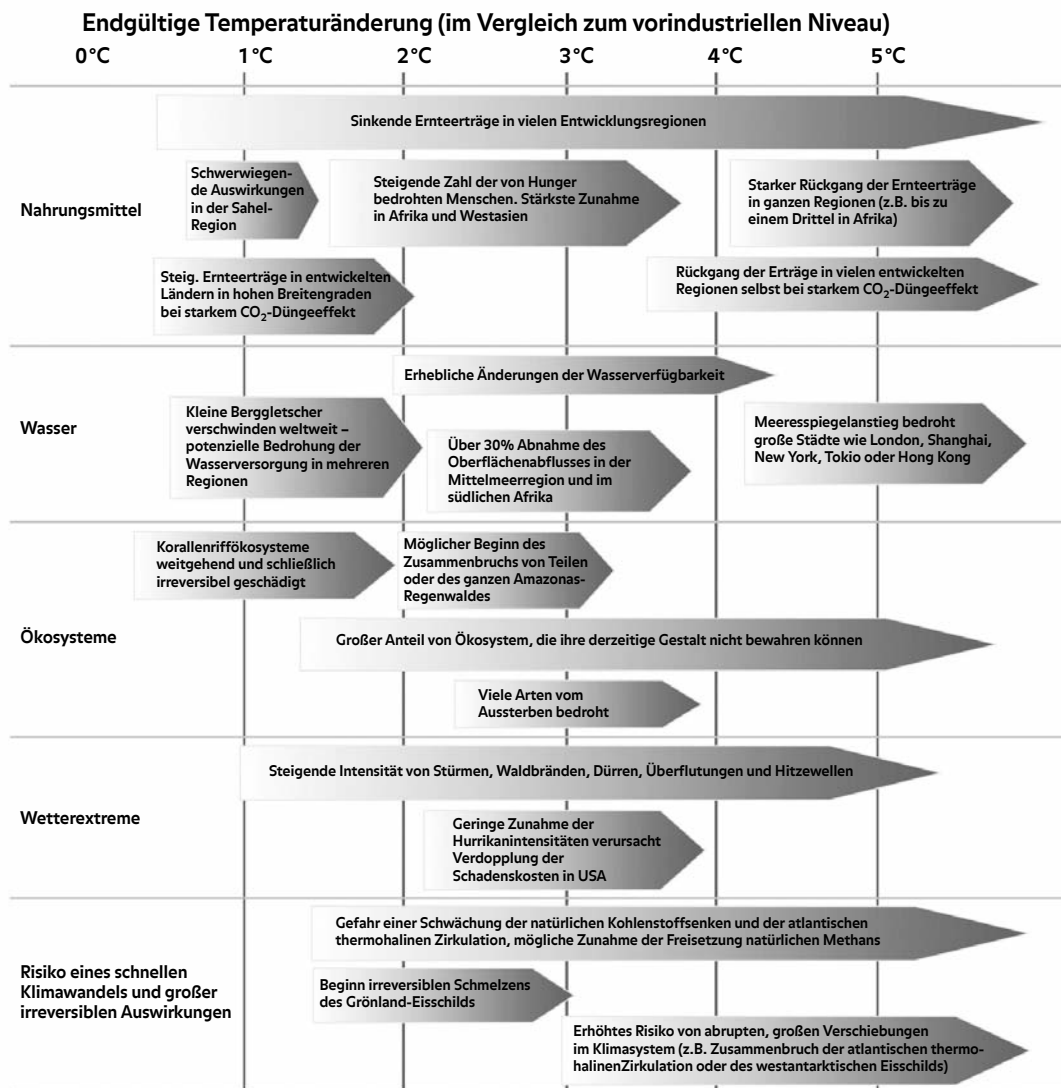 Endgültige Temperaturänderung (im Vergleich zum vorindustriellen Niveau)
0°C 1°C 2°C 3°C 4°C 5°C
Nahrungsmittel
Sinkende Ernteerträge in vielen Entwicklungsregionen
Schwerwiegen-
de Auswirkungen
in der Sahel-
Region
Steigende Zahl der von Hunger
bedrohten Menschen. Stärkste Zunahme
in Afrika und Westasien
Starker Rückgang der Ernteerträge
in ganzen Regionen (z.B. bis zu
einem Drittel in Afrika)
Steig. Ernteerträge in entwickelten
Ländern in hohen Breitengraden
bei starkem CO₂-Düngeeffekt
Rückgang der Erträge in vielen entwickelten
Regionen selbst bei starkem CO₂-Düngeeffekt
Wasser
Erhebliche Änderungen der Wasserverfügbarkeit
Kleine Berggletscher
verschwinden weltweit –
potenzielle Bedrohung der
Wasserversorgung in mehreren
Regionen
Über 30% Abnahme des
Oberflächenabflusses in der
Mittelmeerregion und im
südlichen Afrika
Meeresspiegelanstieg bedroht
große Städte wie London, Shanghai,
New York, Tokio oder Hong Kong
Ökosysteme
Korallenriffökosysteme
weitgehend und schließlich
irreversibel geschädigt
Möglicher Beginn des
Zusammenbruchs von Teilen
oder des ganzen Amazonas-
Regenwaldes
Großer Anteil von Ökosystem, die ihre derzeitige Gestalt nicht bewahren können
Viele Arten vom
Aussterben bedroht
Wetterextreme
Steigende Intensität von Stürmen, Waldbränden, Dürren, Überflutungen und Hitzewellen
Geringe Zunahme der
Hurrikanintensitäten verursacht
Verdopplung der
Schadenskosten in USA
Risiko eines schnellen
Klimawandels und großer
irreversiblen Auswirkungen
Gefahr einer Schwächung der natürlichen Kohlenstoffsenken und der atlantischen
thermohalinen Zirkulation, mögliche Zunahme der Freisetzung natürlichen Methans
Beginn irreversiblen Schmelzens
des Grönland-Eisschilds
Erhöhtes Risiko von abrupten, großen Verschiebungen
im Klimasystem (z.B. Zusammenbruch der atlantischen thermo-
halinenZirkulation oder des westantarktischen Eisschilds)